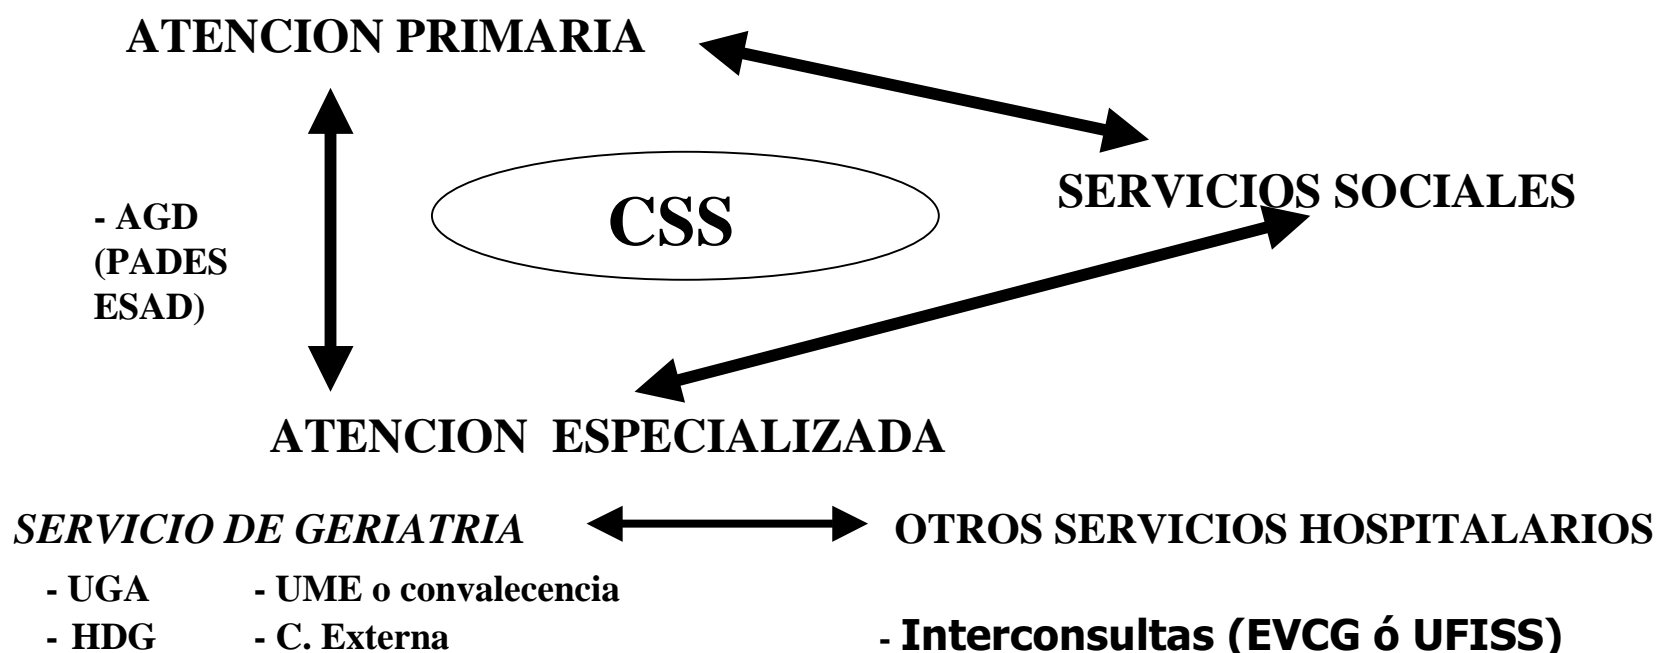 ATENCION PRIMARIA
SERVICIOS SOCIALES
CSS
- AGD
(PADES
ESAD)
ATENCION ESPECIALIZADA
SERVICIO DE GERIATRIA
OTROS SERVICIOS HOSPITALARIOS
- UGA - UME o convalecencia
- HDG - C. Externa
- Interconsultas (EVCG ó UFISS)